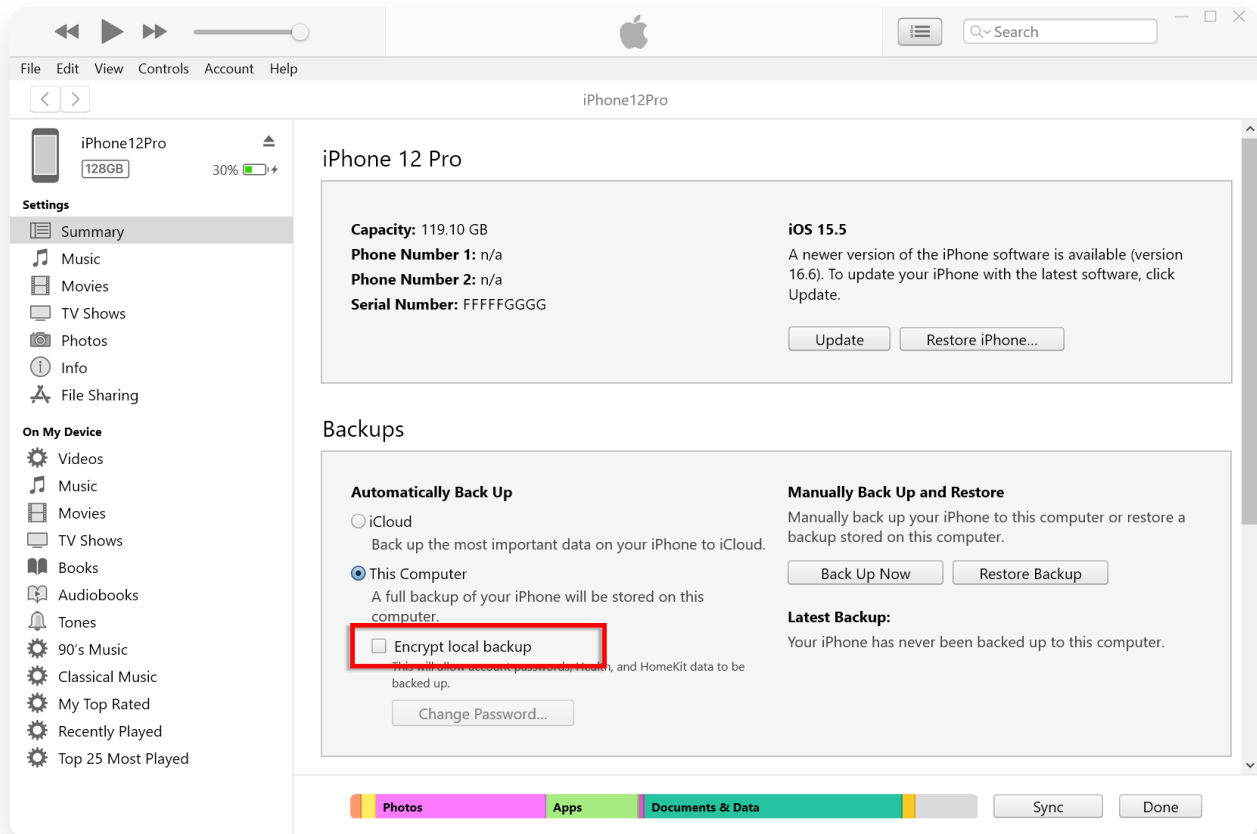 Search
File Edit View Controls Account Help
iPhone12Pro
iPhone12Pro
128GB
30%
Settings
Summary
Music
Movies
TV Shows
Photos
Info
File Sharing
On My Device
Videos
Music
Movies
TV Shows
Books
Audiobooks
Tones
90's Music
Classical Music
My Top Rated
Recently Played
Top 25 Most Played
iPhone 12 Pro
Capacity: 119.10 GB
Phone Number 1: n/a
Phone Number 2: n/a
Serial Number: FFFFFGGGG
iOS 15.5
A newer version of the iPhone software is available (version
16.6). To update your iPhone with the latest software, click
Update.
Update
Restore iPhone...
Backups
Automatically Back Up
iCloud
Back up the most important data on your iPhone to iCloud.
This Computer
A full backup of your iPhone will be stored on this
computer.
Encrypt local backup
This will allow account passwords, Health, and HomeKit data to be
backed up.
Change Password...
Manually Back Up and Restore
Manually back up your iPhone to this computer or restore a
backup stored on this computer.
Back Up Now
Restore Backup
Latest Backup:
Your iPhone has never been backed up to this computer.
Photos
Apps
Documents & Data
Sync
Done